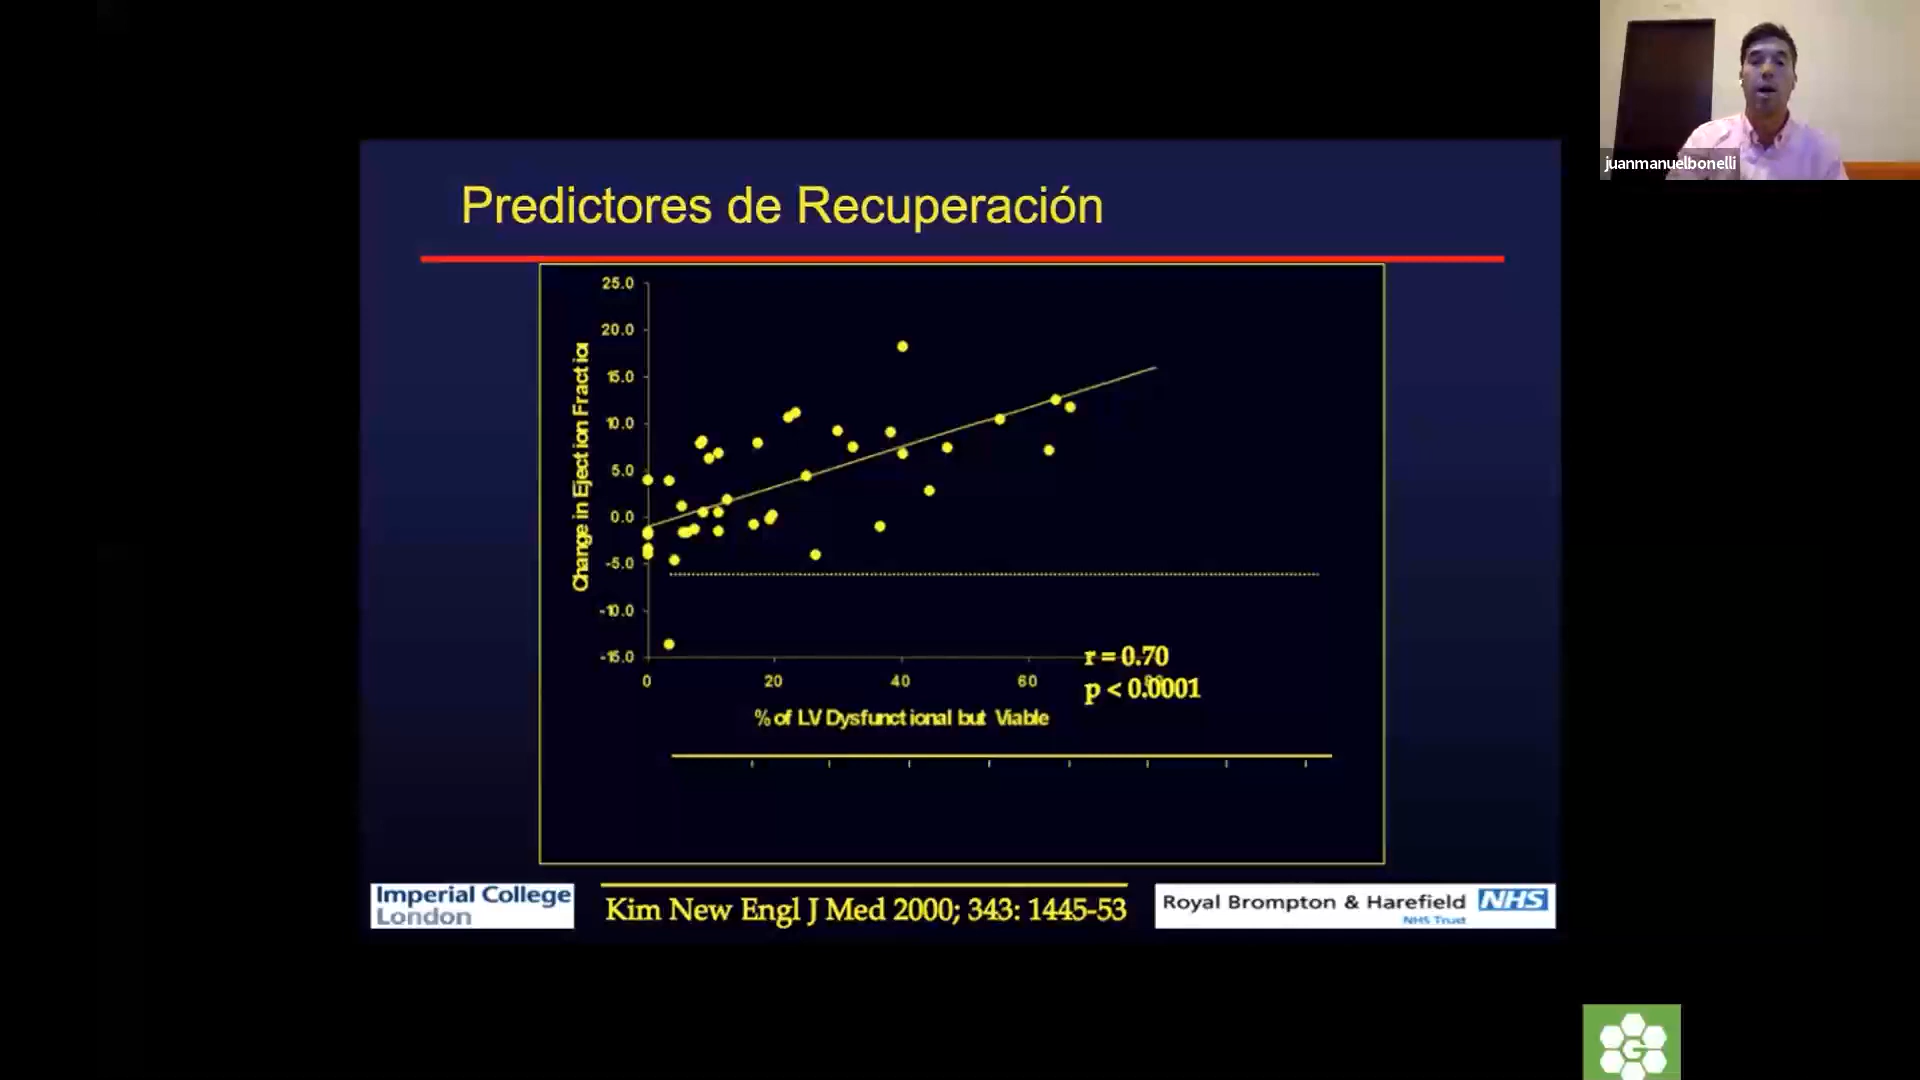 juanmanuelbonelli
Predictores de Recuperación
25.0
20.0
15.0
10.0
5.0
0.0
-5.0
-10.0
-15.0
Change in Ejection Fraction
0
20
40
60
r = 0.70
p < 0.0001
% of LV Dysfunctional but Viable
Imperial College
London
Kim New Engl J Med 2000; 343: 1445-53
Royal Brompton & Harefield NHS
NHS Trust